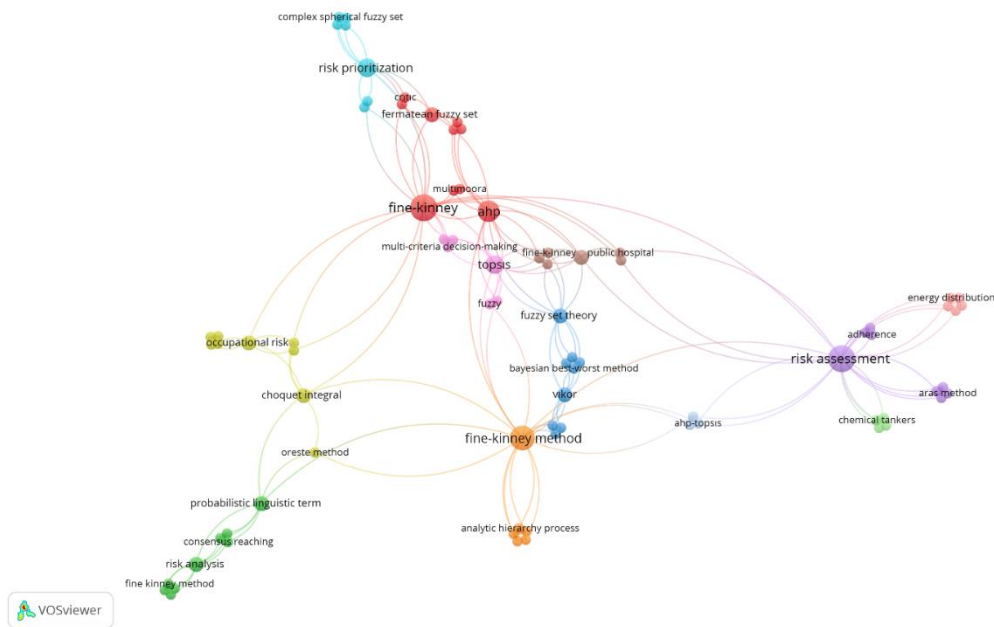 complex spherical fuzzy set
risk prioritization
critic
fermatean fuzzy set
multimoora
fine-kinney
ahp
multi-criteria decision-making
fine-k-inney
public hospital
topsis
energy distribution
fuzzy
fuzzy set theory
adherence
occupational risk
risk assessment
bayesian best-worst method
choquet integral
vikor
aras method
ahp-topsis
chemical tankers
fine-kinney method
oreste method
probabilistic linguistic term
analytic hierarchy process
consensus reaching
risk analysis
fine kinney method
VOSviewer